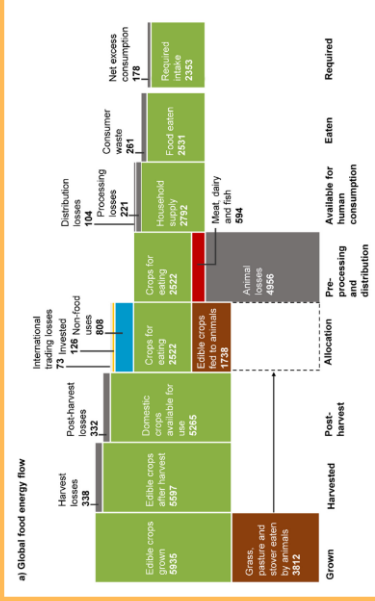 a) Global food energy flow
Harvest
losses
338
Post-harvest
losses
332
International
trading losses
73
Invested
126
Non-food
uses
808
Distribution
losses
104
Processing
losses
221
Consumer
waste
261
Net excess
consumption
178
Edible crops
grown
5935
Edible crops
after harvest
5597
Domestic
crops
available for
use
5265
Crops for
eating
2522
Crops for
eating
2522
Household
supply
2792
Food eaten
2531
Required
intake
2353
Grass,
pasture and
stover eaten
by animals
3812
Edible crops
fed to animals
1738
Animal
losses
4956
Meat, dairy
and fish
594
Grown
Harvested
Post-
harvest
Allocation
Pre-
processing
and
distribution
Available for
human
consumption
Eaten
Required